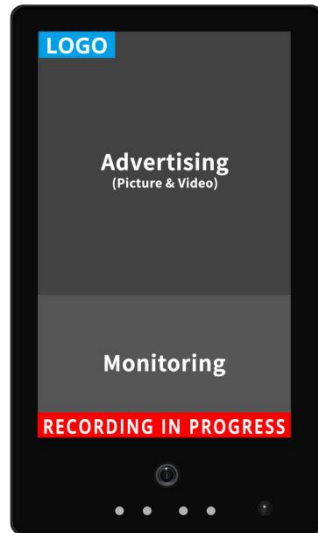 LOGO
Advertising
(Picture & Video)
Monitoring
RECORDING IN PROGRESS